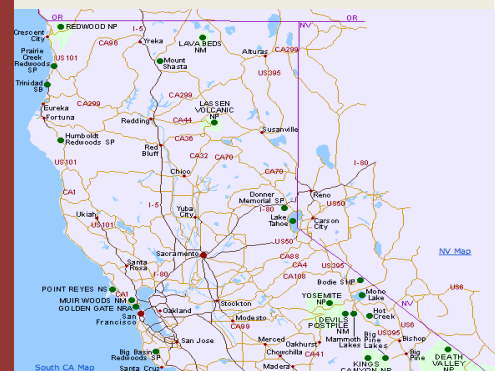 OR
OR
NV
REDWOOD NP
Crescent
City
I-5
CA96
Yreka
LAVA BEDS
NM
Alturas
CA299
Prairie
Creek
Redwoods
SP
US101
Mount
Shasta
US395
Trinidad
SB
Eureka
CA299
CA299
LASSEN
VOLCANIC
NP
Fortuna
Redding
CA44
Susanville
Humboldt
Redwoods SP
CA36
Red
Bluff
CA32
CA70
US101
CA70
I-80
Chico
CA1
Donner
Memorial SP
Reno
I-5
Yuba
City
I-80
US50
Ukiah
US101
Lake
Tahoe
Carson
City
US50
Sacramento
NV Map
CA88
Santa
Rosa
CA4
US395
I-80
CA108
Bodie SHP
US6
POINT REYES NS
CA1
YOSEMITE
NP
Mono
Lake
MUIR WOODS NM
Stockton
NV
GOLDEN GATE NRA
Oakland
San
Francisco
Modesto
DEVILS
POSTPILE
NM
Hot
Creek
CA99
US395
US6
San Jose
Merced
Oakhurst
Mammoth
Lakes
Big
Pine
Lakes
Bishop
Big Basin
Redwoods SP
Chowchilla
CA41
Big
Pine
DEATH
VALLEY
NP
South CA Map
Santa Cruz
Madera
KINGS
CANYON NP